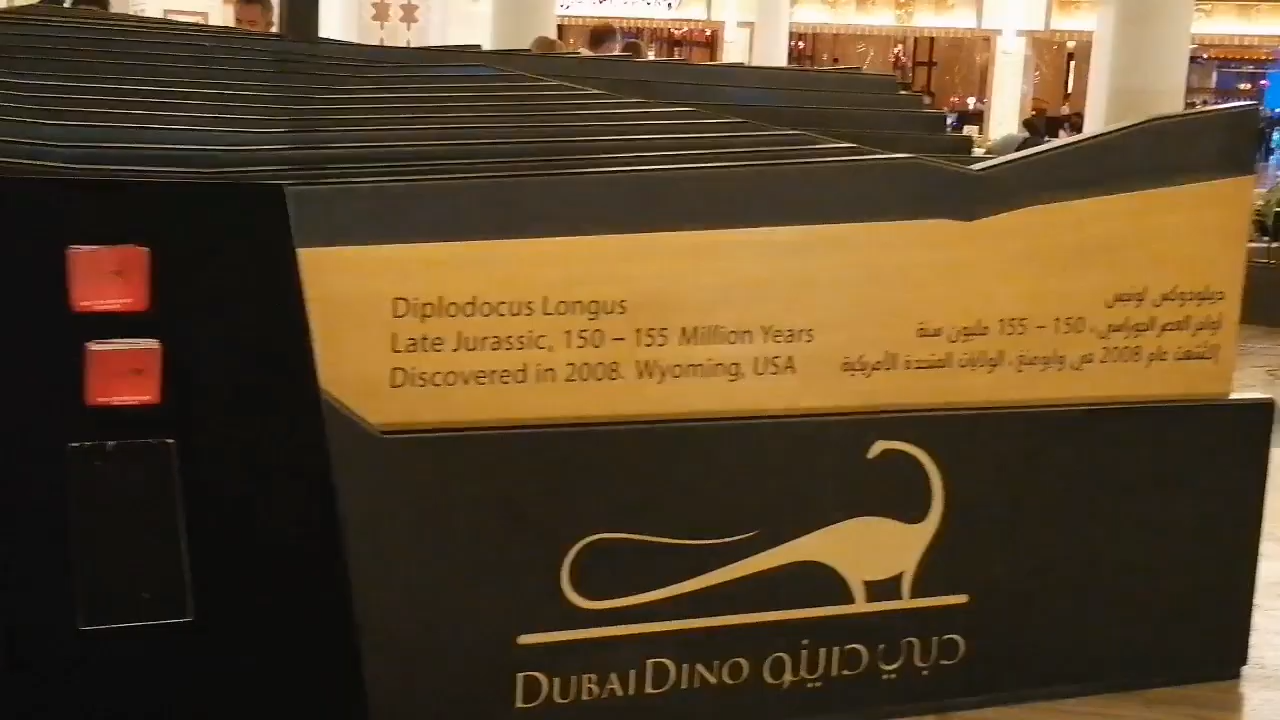 Diplodocus Longus
Late Jurassic, 150 – 155 Million Years
Discovered in 2008. Wyoming, USA
ديبلودوكس لونجس
أواخر العصر الجوراسي، 150 – 155 مليون سنة
اكتشفت عام 2008 في وايومنغ، الولايات المتحدة الأمريكية
DUBAI DINO دبي داينو